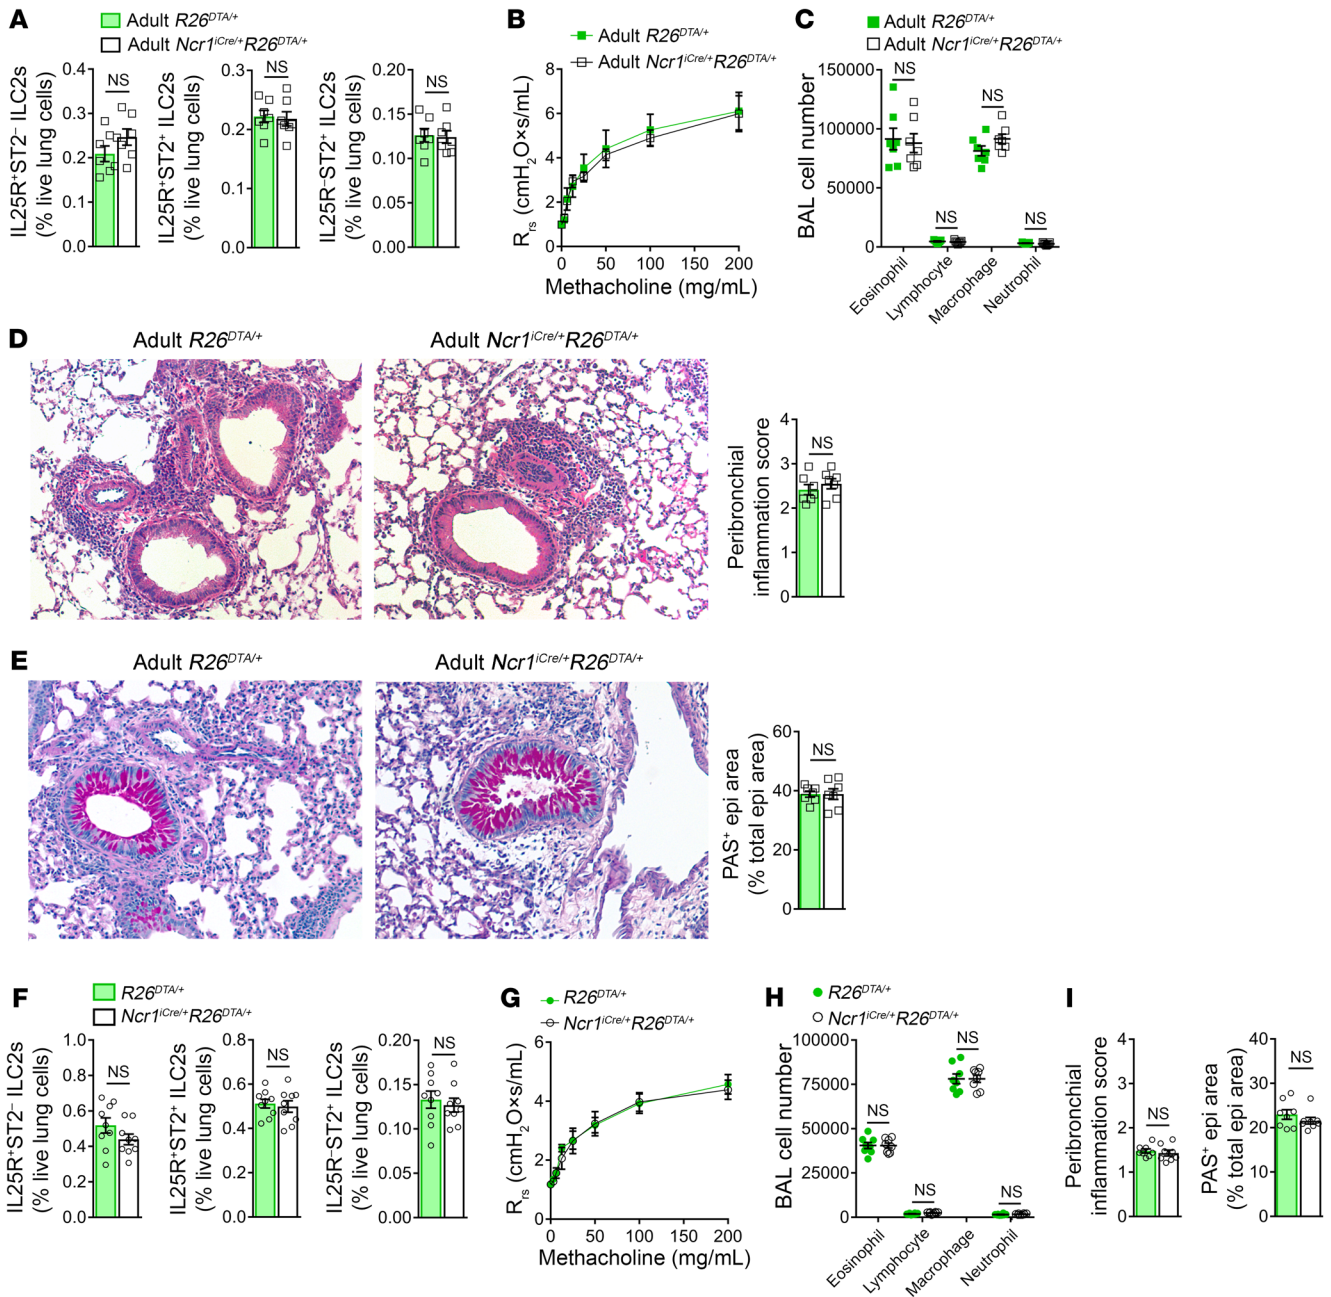 A
Adult R26DTA/+
Adult Ncr1iCre/+R26DTA/+
IL25R+ST2− ILC2s
(% live lung cells)
0.4
0.3
0.2
0.1
0.0
NS
IL25R+ST2+ ILC2s
(% live lung cells)
0.3
0.2
0.1
0.0
NS
IL25R−ST2+ ILC2s
(% live lung cells)
0.20
0.15
0.10
0.05
0.00
NS
B
Adult R26DTA/+
Adult Ncr1iCre/+R26DTA/+
Rrs (cmH2O×s/mL)
8
6
4
2
0
0 50 100 150 200
Methacholine (mg/mL)
C
Adult R26DTA/+
Adult Ncr1iCre/+R26DTA/+
BAL cell number
150000
100000
50000
0
NS
NS
NS
NS
Eosinophil
Lymphocyte
Macrophage
Neutrophil
D
Adult R26DTA/+
Adult Ncr1iCre/+R26DTA/+
Peribronchial
inflammation score
4
3
2
1
0
NS
E
Adult R26DTA/+
Adult Ncr1iCre/+R26DTA/+
PAS+ epi area
(% total epi area)
60
40
20
0
NS
F
R26DTA/+
Ncr1iCre/+R26DTA/+
IL25R+ST2− ILC2s
(% live lung cells)
1.0
0.8
0.6
0.4
0.2
0.0
NS
IL25R+ST2+ ILC2s
(% live lung cells)
0.8
0.6
0.4
0.2
0.0
NS
IL25R−ST2+ ILC2s
(% live lung cells)
0.20
0.15
0.10
0.05
0.00
NS
G
R26DTA/+
Ncr1iCre/+R26DTA/+
Rrs (cmH2O×s/mL)
6
4
2
0
0 50 100 150 200
Methacholine (mg/mL)
H
R26DTA/+
Ncr1iCre/+R26DTA/+
BAL cell number
100000
75000
50000
25000
0
NS
NS
NS
NS
Eosinophil
Lymphocyte
Macrophage
Neutrophil
I
Peribronchial
inflammation score
4
3
2
1
0
NS
PAS+ epi area
(% total epi area)
40
30
20
10
0
NS